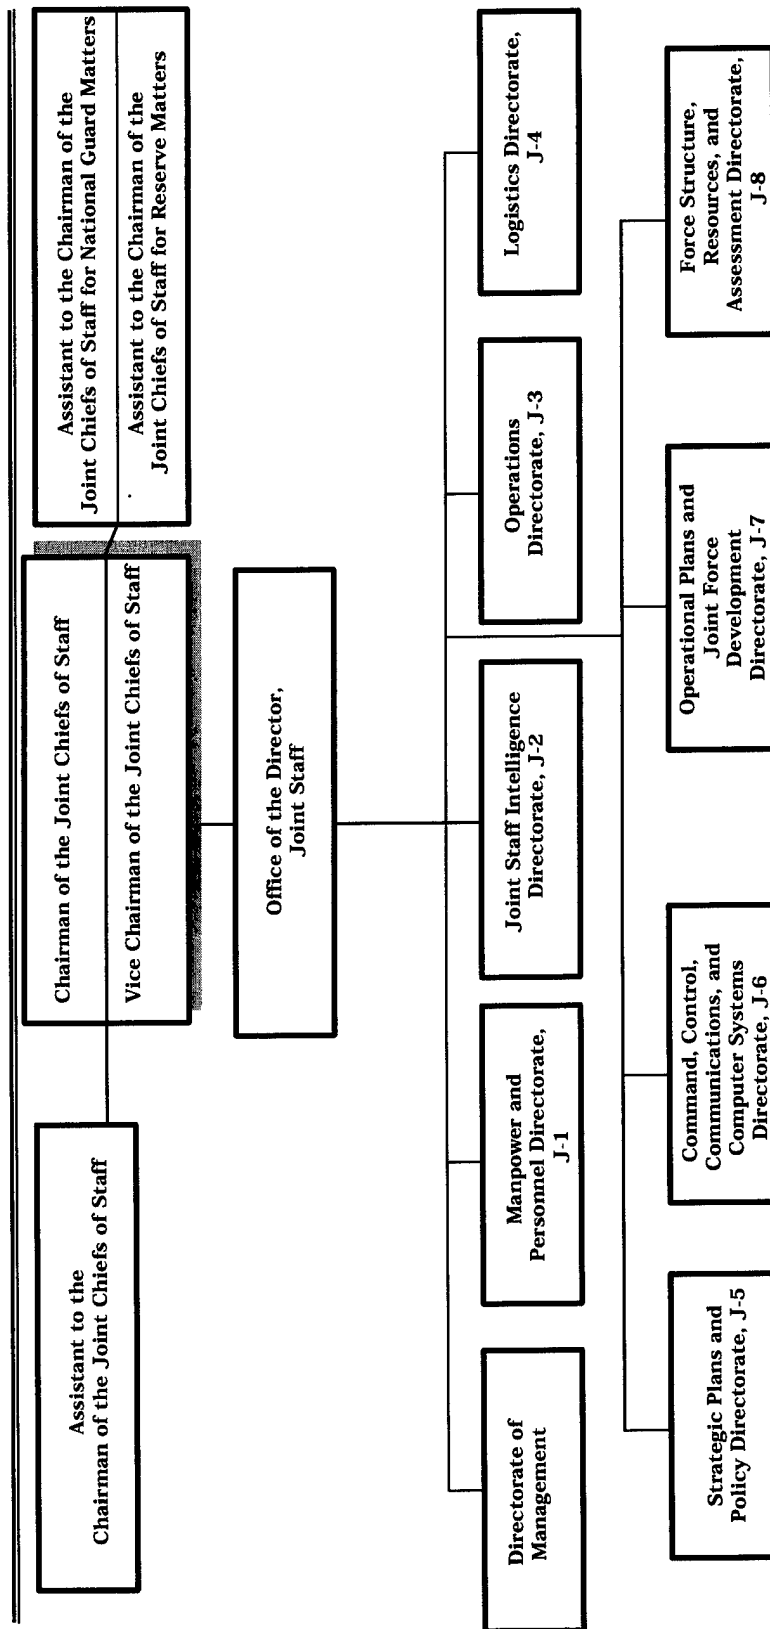 Assistant to the
Chairman of the Joint Chiefs of Staff
Chairman of the Joint Chiefs of Staff
Vice Chairman of the Joint Chiefs of Staff
Assistant to the Chairman of the
Joint Chiefs of Staff for National Guard Matters
Assistant to the Chairman of the
Joint Chiefs of Staff for Reserve Matters
Office of the Director,
Joint Staff
Directorate of
Management
Manpower and
Personnel Directorate,
J-1
Joint Staff Intelligence
Directorate, J-2
Operations
Directorate, J-3
Logistics Directorate,
J-4
Strategic Plans and
Policy Directorate, J-5
Command, Control,
Communications, and
Computer Systems
Directorate, J-6
Operational Plans and
Joint Force
Development
Directorate, J-7
Force Structure,
Resources, and
Assessment Directorate,
J-8